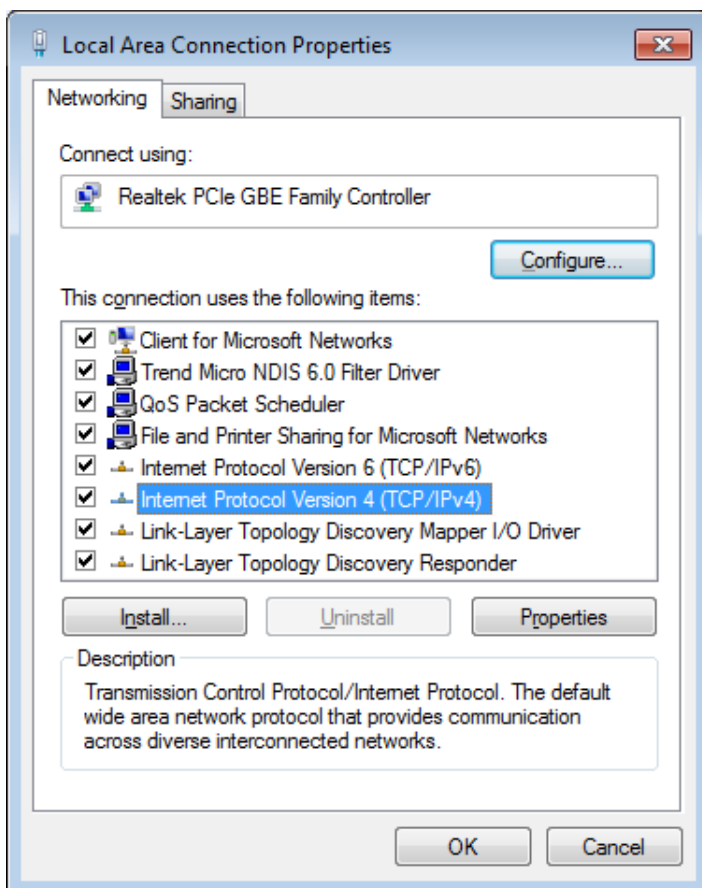 Local Area Connection Properties
Networking
Sharing
Connect using:
Realtek PCIe GBE Family Controller
Configure...
This connection uses the following items:
Client for Microsoft Networks
Trend Micro NDIS 6.0 Filter Driver
QoS Packet Scheduler
File and Printer Sharing for Microsoft Networks
Internet Protocol Version 6 (TCP/IPv6)
Internet Protocol Version 4 (TCP/IPv4)
Link-Layer Topology Discovery Mapper I/O Driver
Link-Layer Topology Discovery Responder
Install...
Uninstall
Properties
Description
Transmission Control Protocol/Internet Protocol. The default
wide area network protocol that provides communication
across diverse interconnected networks.
OK
Cancel